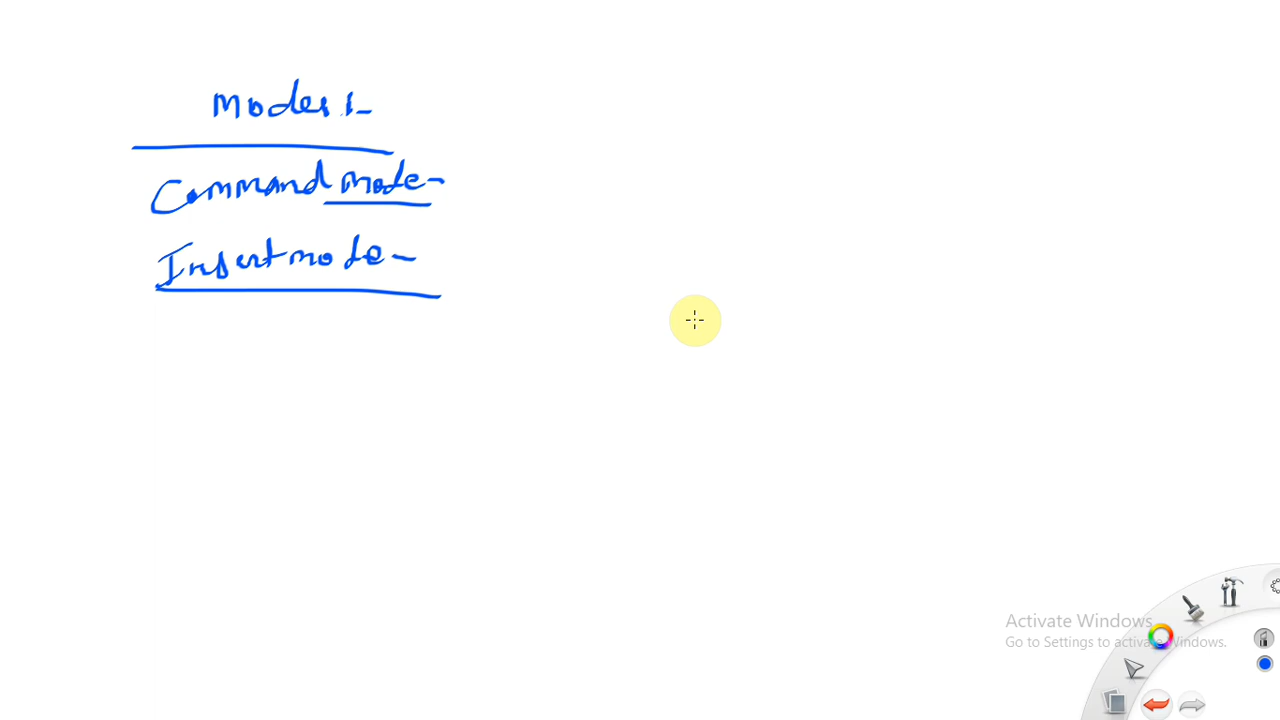 Modes:-
Command mode-
Insert mode-
Activate Windows
Go to Settings to activate Windows.